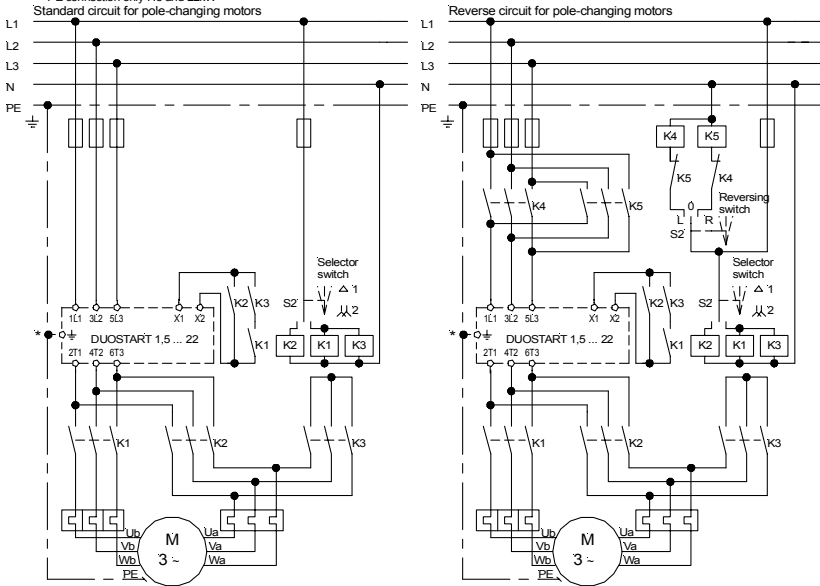 Standard circuit for pole-changing motors
L1
L2
L3
N
PE
Selector
switch
△ 1
2
S2
K2 K3
K1
1L1 3L2 5L3 X1 X2
*
DUOSTART 1,5 ... 22
2T1 4T2 6T3
K2 K1 K3
K1 K2 K3
Ub
Vb
Wb
M
3 ~
Ua
Va
Wa
PE
Reverse circuit for pole-changing motors
L1
L2
L3
N
PE
K4 K5
K5 K4
K4 K5
0
L R
S2
Reversing
switch
Selector
switch
△ 1
2
S2
K2 K3
K1
1L1 3L2 5L3 X1 X2
*
DUOSTART 1,5 ... 22
2T1 4T2 6T3
K2 K1 K3
K1 K2 K3
Ub
Vb
Wb
M
3 ~
Ua
Va
Wa
PE